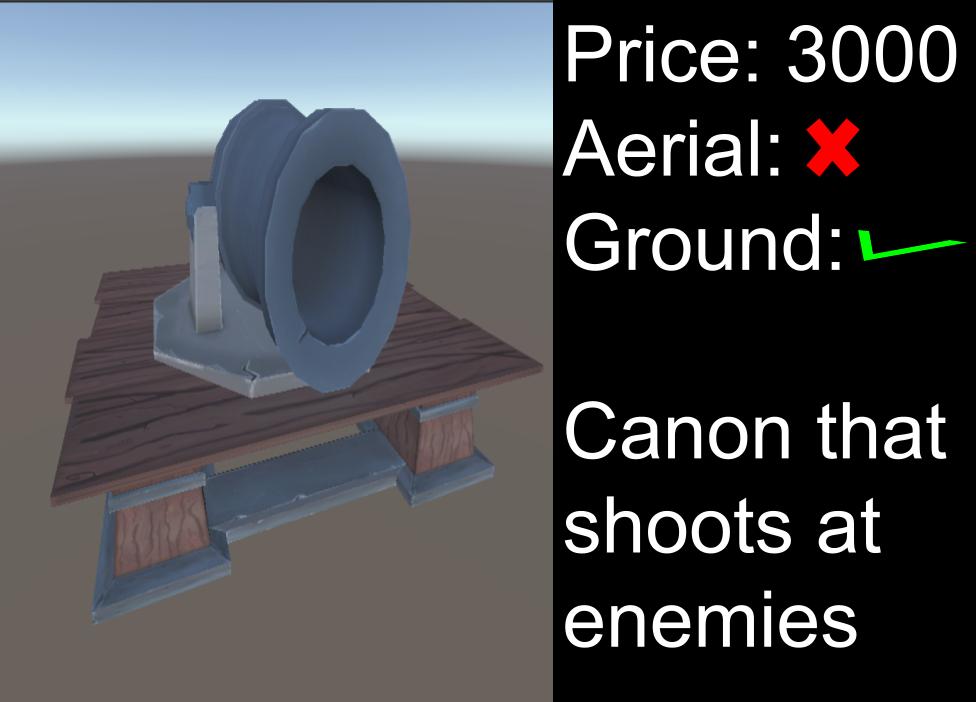 Price: 3000
Aerial: ✖
Ground: ✓
Canon that
shoots at
enemies